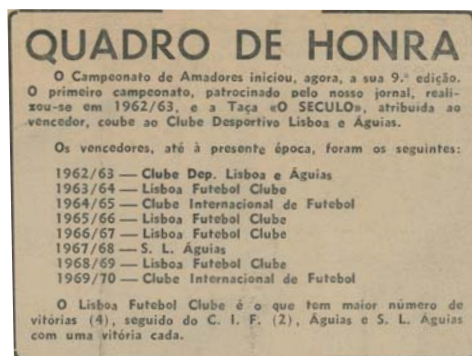 QUADRO DE HONRA
O Campeonato de Amadores iniciou, agora, a sua 9.ª edição.
O primeiro campeonato, patrocinado pelo nosso jornal, reali-
zou-se em 1962/63, e a Taça «O SECULO», atribuída ao
vencedor, coube ao Clube Desportivo Lisboa e Águias.
Os vencedores, até à presente época, foram os seguintes:
1962/63 — Clube Dep. Lisboa e Águias
1963/64 — Lisboa Futebol Clube
1964/65 — Clube Internacional de Futebol
1965/66 — Lisboa Futebol Clube
1966/67 — Lisboa Futebol Clube
1967/68 — S. L. Águias
1968/69 — Lisboa Futebol Clube
1969/70 — Clube Internacional de Futebol
O Lisboa Futebol Clube é o que tem maior número de
vitórias (4), seguido do C. I. F. (2), Águias e S. L. Águias
com uma vitória cada.